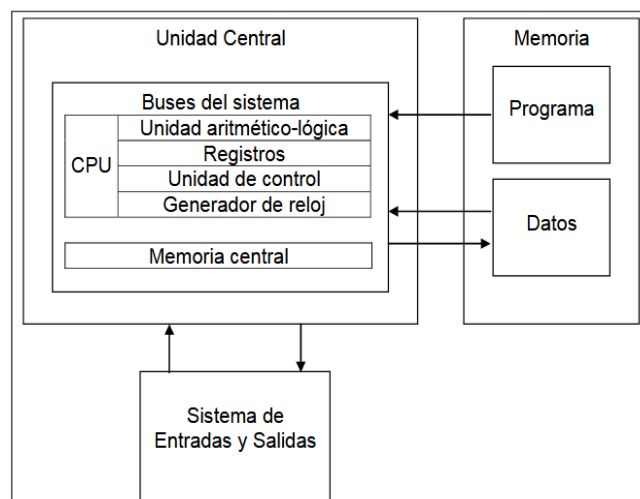 Unidad Central
Memoria
Buses del sistema
CPU
Unidad aritmético-lógica
Registros
Unidad de control
Generador de reloj
Memoria central
Programa
Datos
Sistema de
Entradas y Salidas